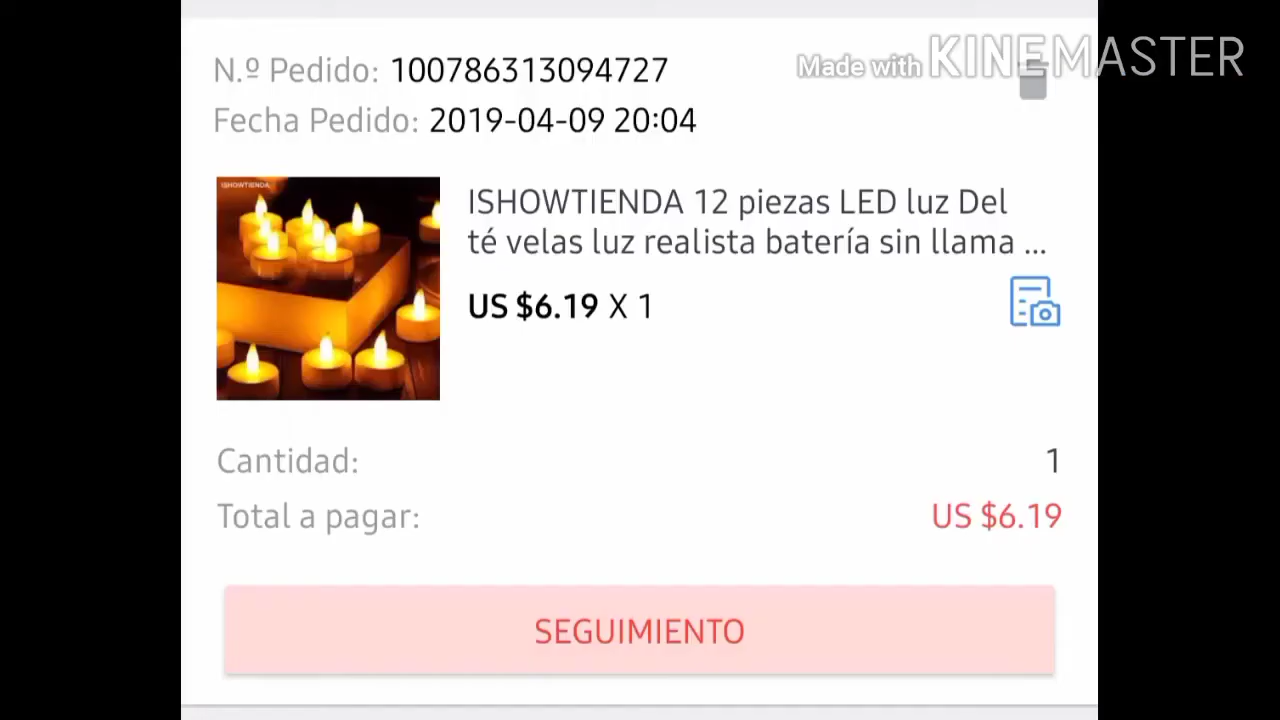 Made with KINEMASTER
N.º Pedido: 100786313094727
Fecha Pedido: 2019-04-09 20:04
ISHOWTIENDA
ISHOWTIENDA 12 piezas LED luz Del
té velas luz realista batería sin llama ...
US $6.19 X 1
Cantidad: 1
Total a pagar: US $6.19
SEGUIMIENTO